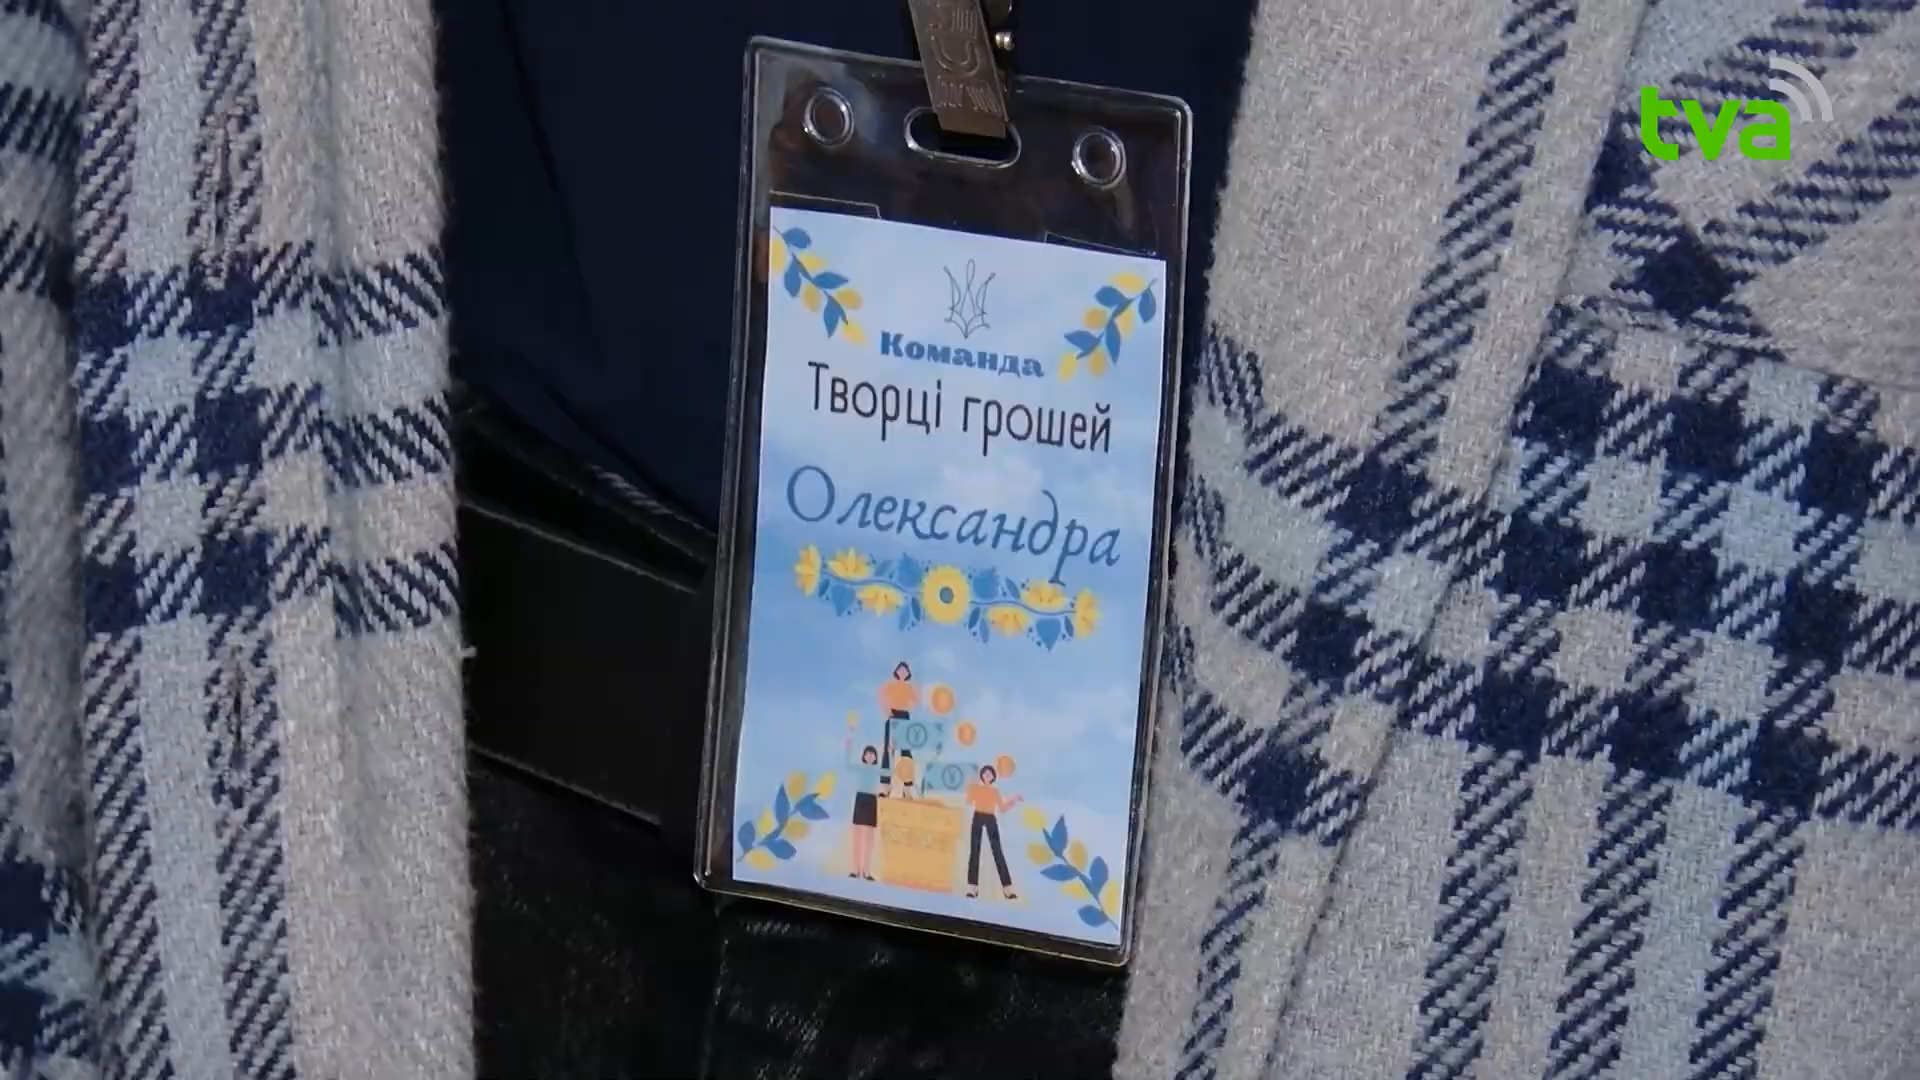 tva
Команда
Творці грошей
Олександра